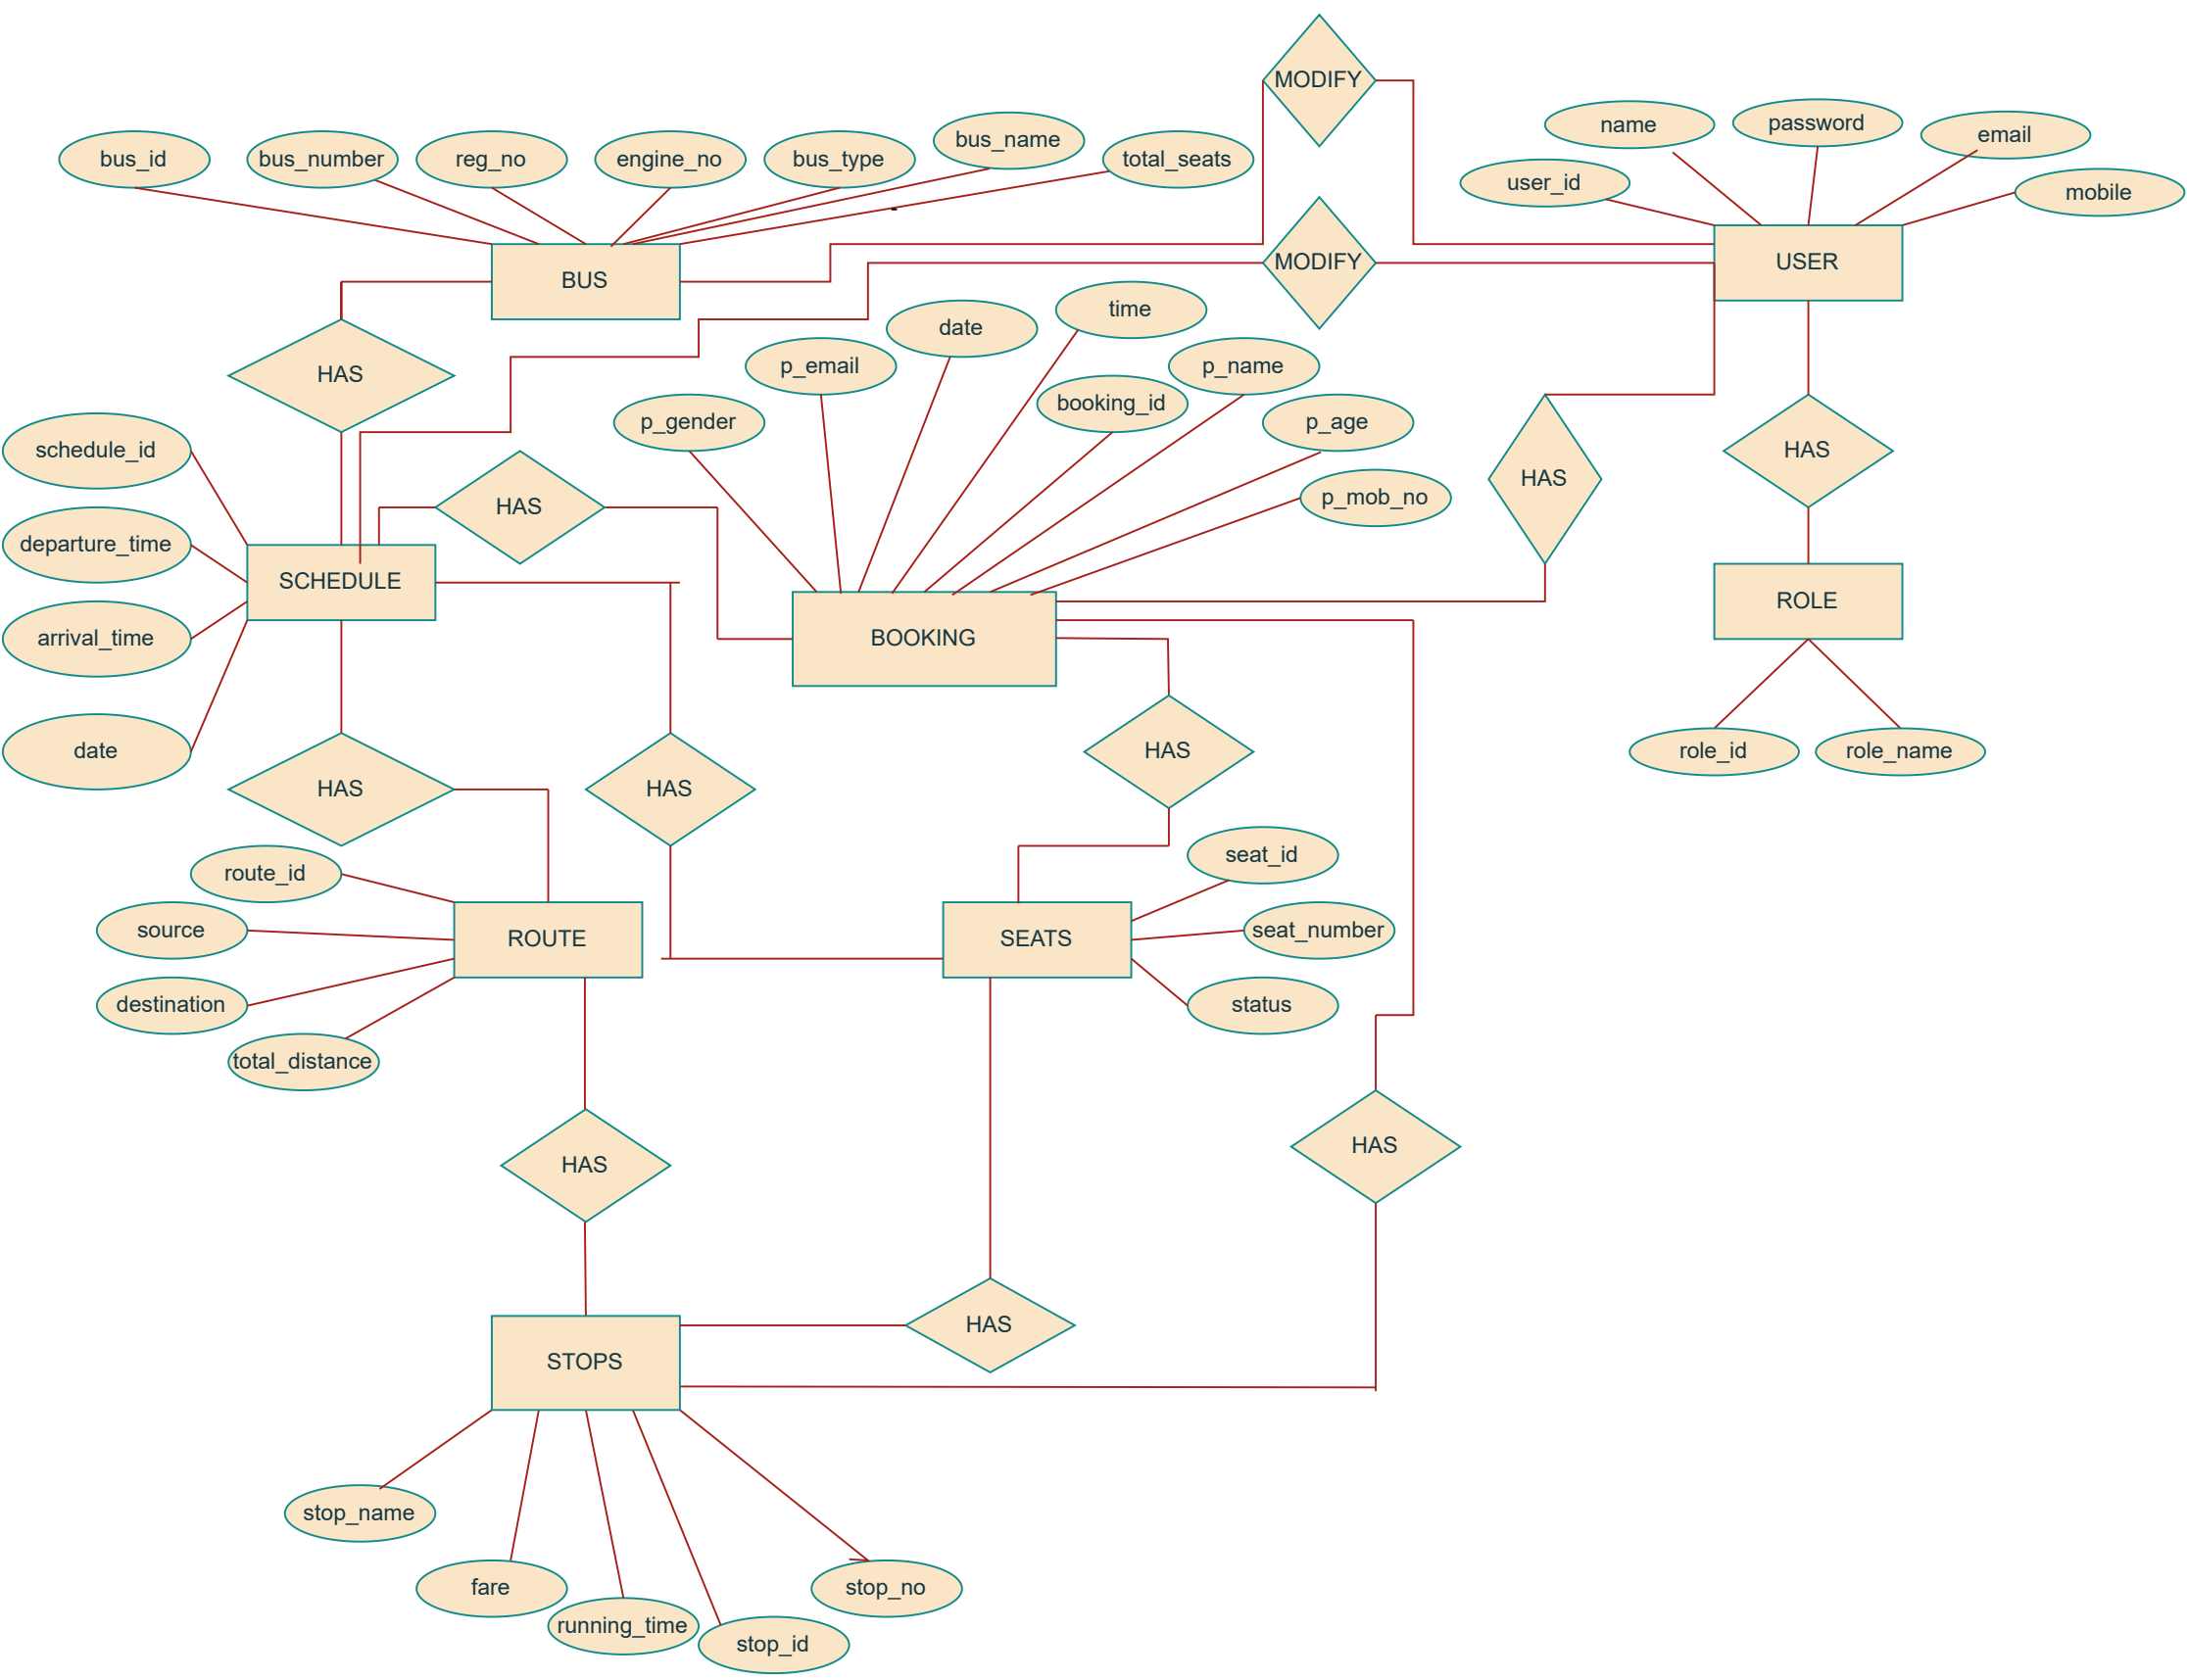 MODIFY
bus_id
bus_number
reg_no
engine_no
bus_type
bus_name
total_seats
name
password
email
user_id
mobile
BUS
MODIFY
USER
HAS
p_email
date
time
p_name
booking_id
p_gender
p_age
p_mob_no
HAS
HAS
schedule_id
departure_time
arrival_time
date
HAS
SCHEDULE
BOOKING
ROLE
role_id
role_name
HAS
HAS
HAS
route_id
source
destination
total_distance
ROUTE
SEATS
seat_id
seat_number
status
HAS
HAS
HAS
STOPS
stop_name
fare
running_time
stop_id
stop_no